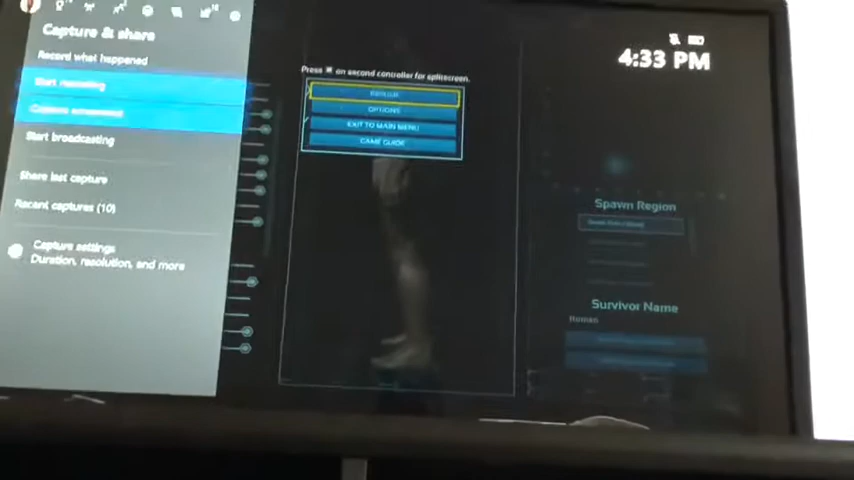 Capture & share
Record what happened
Start recording
Start broadcasting
Share last capture
Recent captures (10)
Capture settings
Duration, resolution, and more
Press on second controller for splitscreen.
RESUME
OPTIONS
EXIT TO MAIN MENU
GAME GUIDE
4:33 PM
Spawn Region
Survivor Name
Human